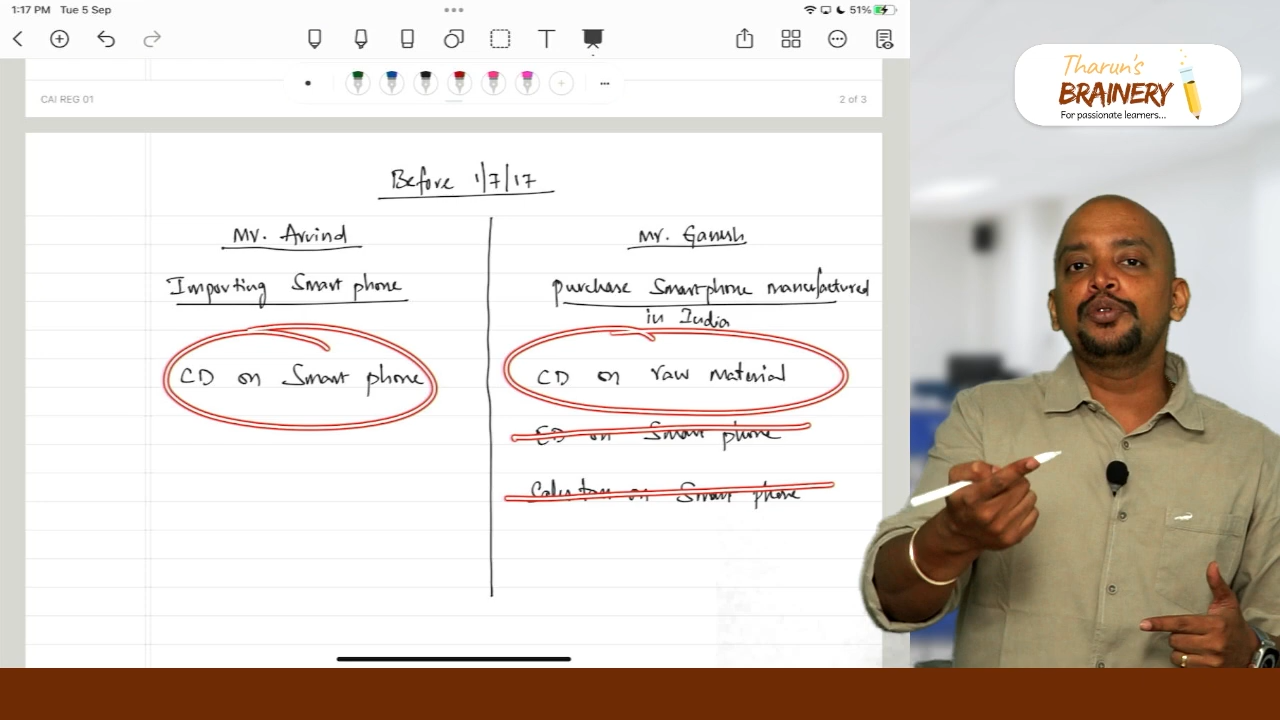 1:17 PM Tue 5 Sep
51%
CAI REG 01
2 of 3
Tharun's
BRAINERY
For passionate learners...
Before 1/7/17
Mr. Arvind
Importing Smart phone
CD on Smart phone
Mr. Ganesh
purchase Smartphone manufactured
in India
CD on raw material
CD on Smart phone
on Smart phone